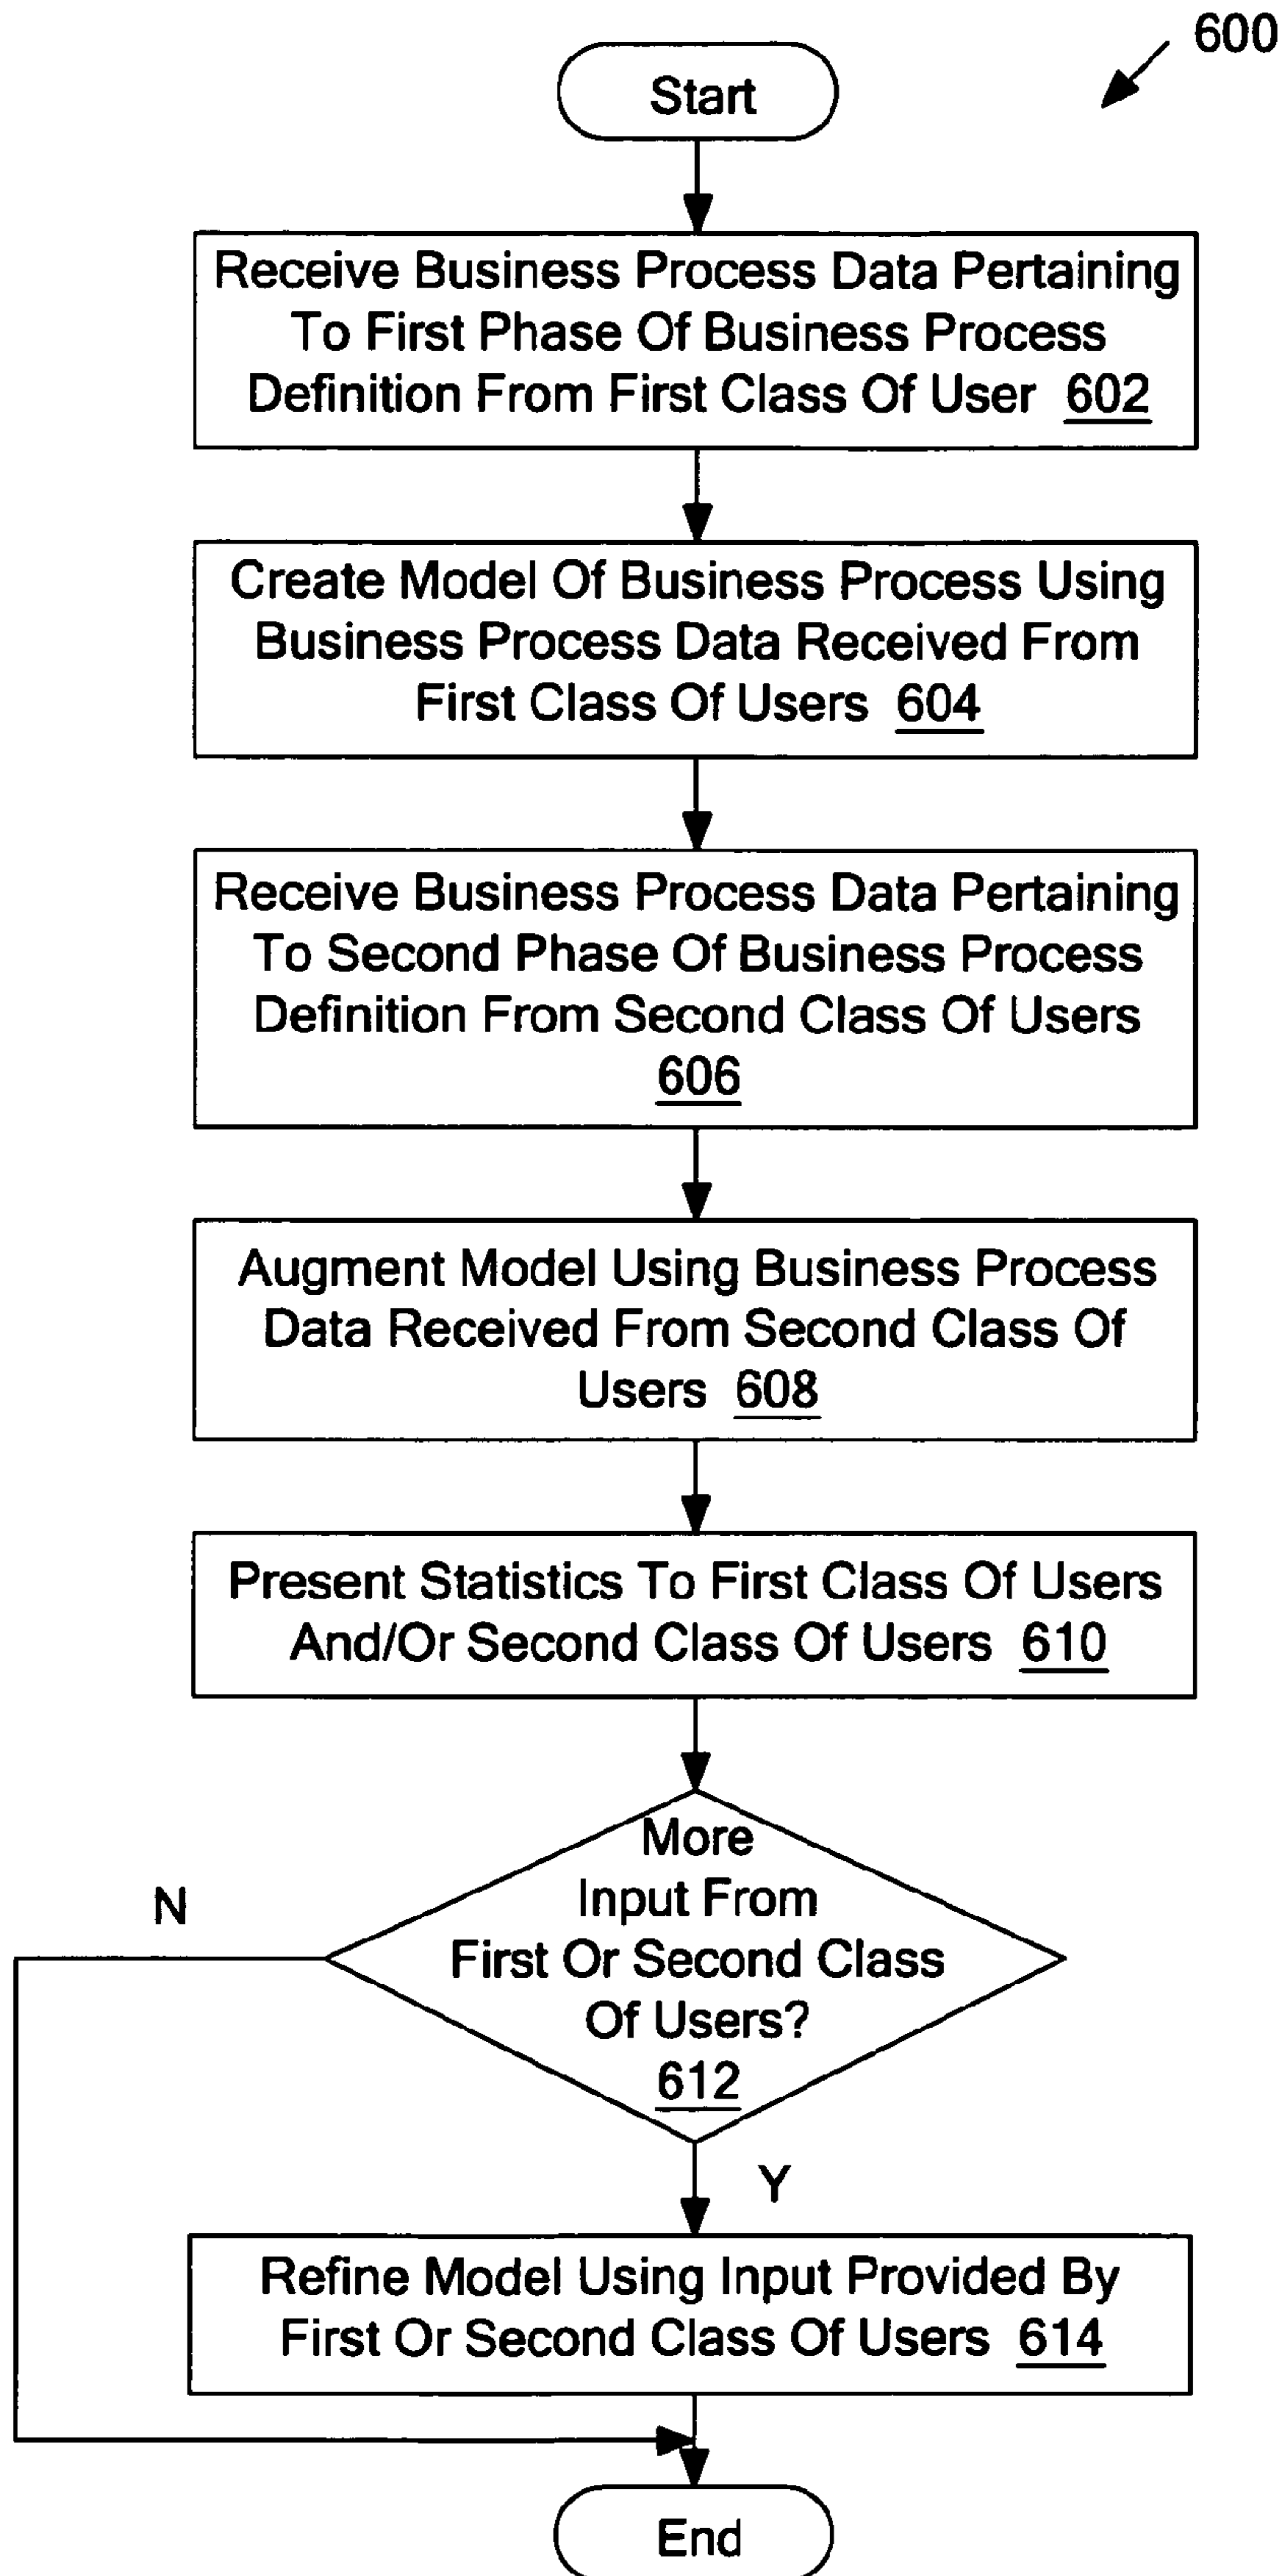 600
Start
Receive Business Process Data Pertaining
To First Phase Of Business Process
Definition From First Class Of User 602
Create Model Of Business Process Using
Business Process Data Received From
First Class Of Users 604
Receive Business Process Data Pertaining
To Second Phase Of Business Process
Definition From Second Class Of Users
606
Augment Model Using Business Process
Data Received From Second Class Of
Users 608
Present Statistics To First Class Of Users
And/Or Second Class Of Users 610
More
Input From
First Or Second Class
Of Users?
612
N
Y
Refine Model Using Input Provided By
First Or Second Class Of Users 614
End